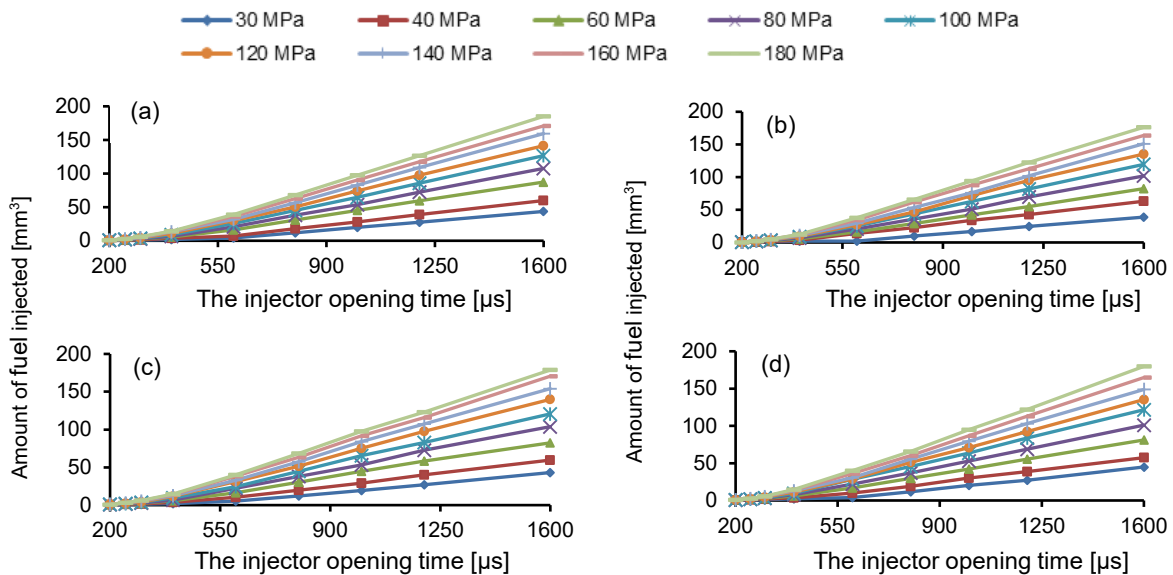 30 MPa 40 MPa 60 MPa 80 MPa 100 MPa
120 MPa 140 MPa 160 MPa 180 MPa
Amount of fuel injected [mm³]
(a)
200
150
100
50
0
200 550 900 1250 1600
The injector opening time [µs]
Amount of fuel injected [mm³]
(b)
200
150
100
50
0
200 550 900 1250 1600
The injector opening time [µs]
(c)
200
150
100
50
0
200 550 900 1250 1600
The injector opening time [µs]
(d)
200
150
100
50
0
200 550 900 1250 1600
The injector opening time [µs]